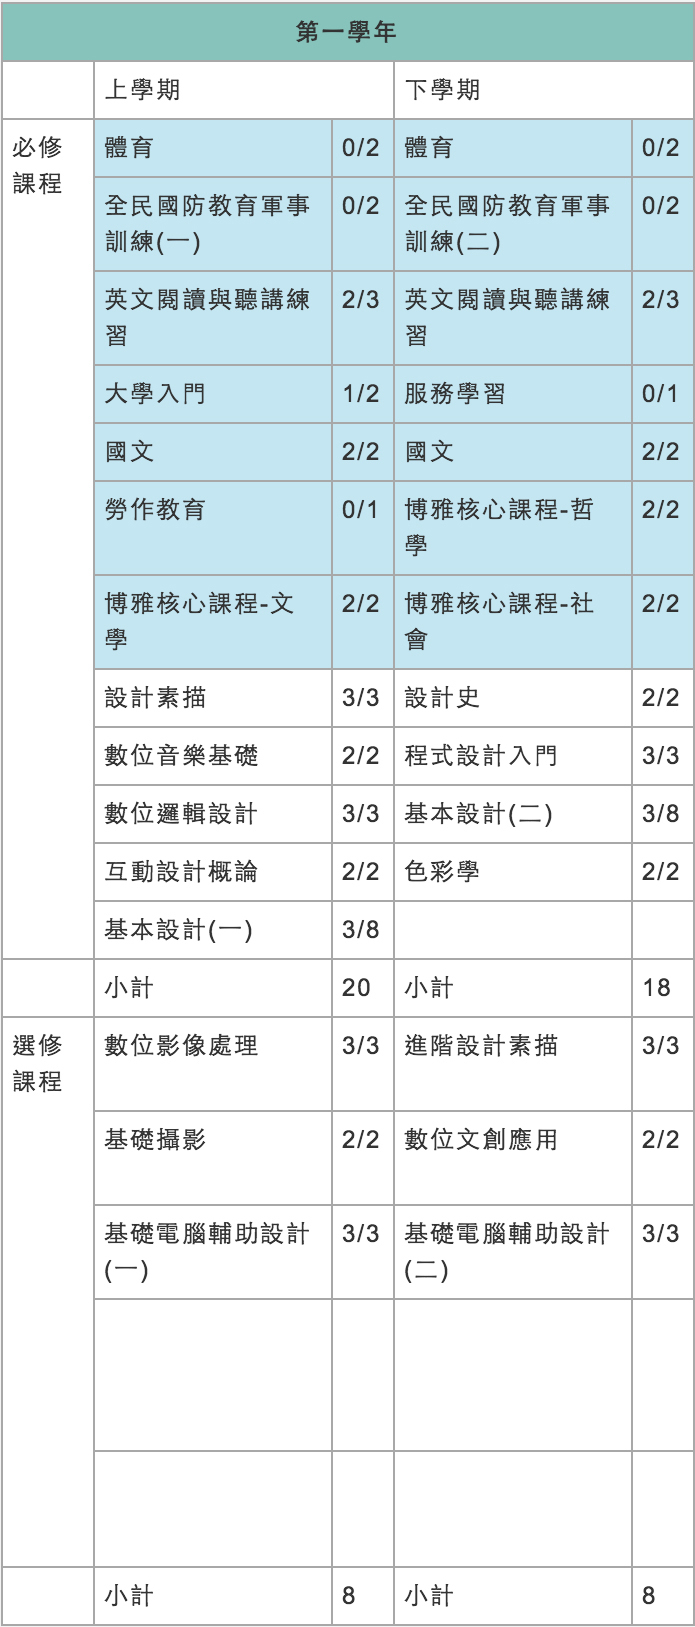 第一學年
上學期 下學期
必修 體育 0/2 體育 0/2
課程
全民國防教育軍事 0/2 全民國防教育軍事 0/2
訓練(一) 訓練(二)
英文閱讀與聽講練 2/3 英文閱讀與聽講練 2/3
習 習
大學入門 1/2 服務學習 0/1
國文 2/2 國文 2/2
勞作教育 0/1 博雅核心課程-哲 2/2
學
博雅核心課程-文 2/2 博雅核心課程-社 2/2
學 會
設計素描 3/3 設計史 2/2
數位音樂基礎 2/2 程式設計入門 3/3
數位邏輯設計 3/3 基本設計(二) 3/8
互動設計概論 2/2 色彩學 2/2
基本設計(一) 3/8
小計 20 小計 18
選修 數位影像處理 3/3 進階設計素描 3/3
課程
基礎攝影 2/2 數位文創應用 2/2
基礎電腦輔助設計 3/3 基礎電腦輔助設計 3/3
(一) (二)
小計 8 小計 8